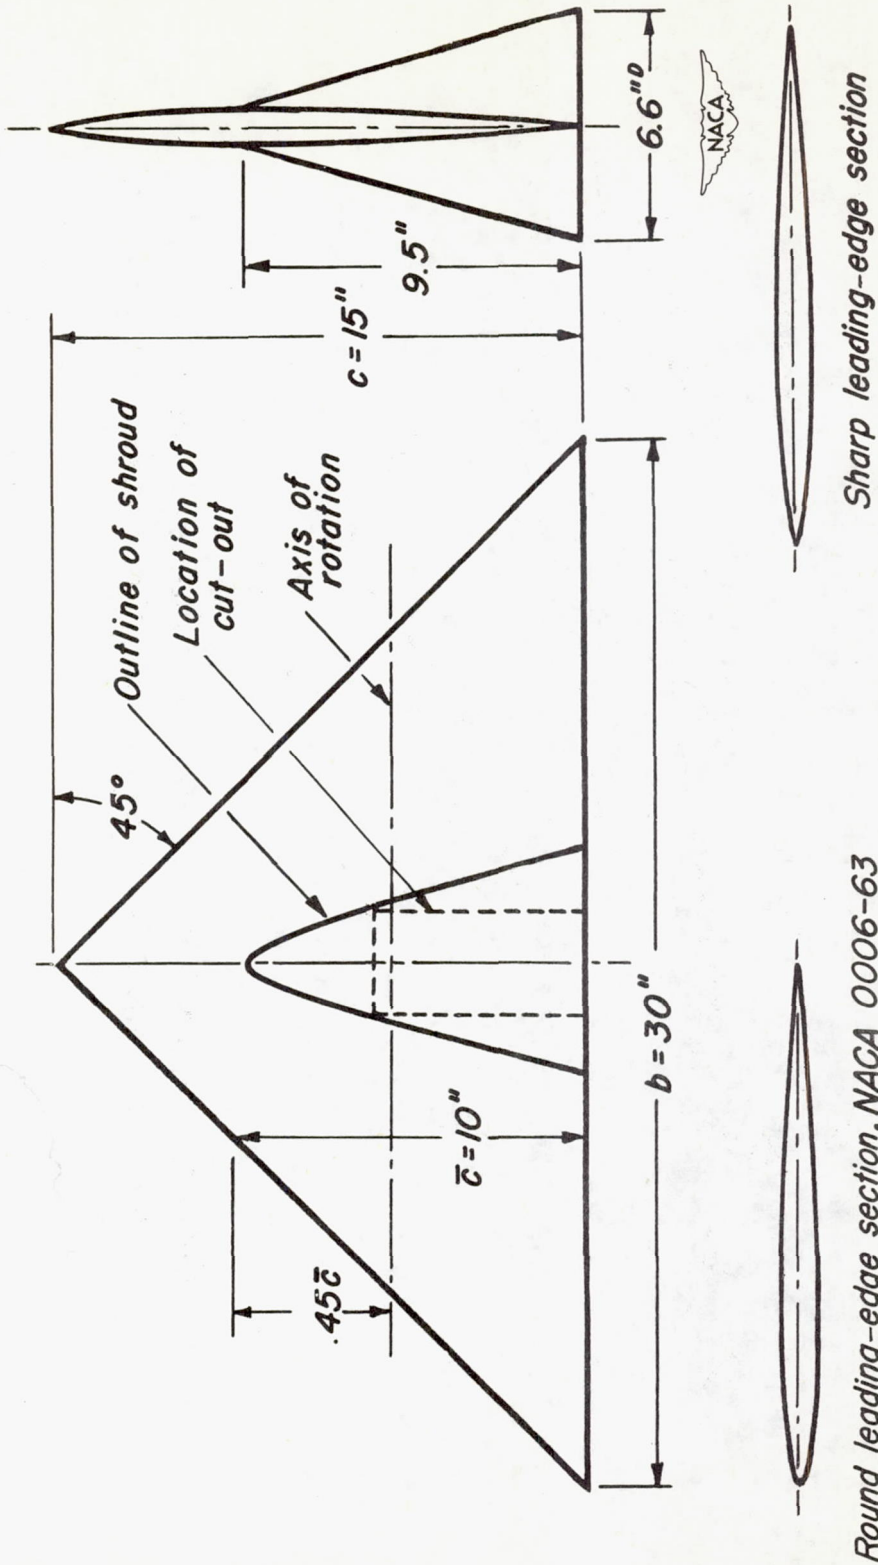 45°
Outline of shroud
Location of
cut-out
Axis of
rotation
c=15"
9.5"
6.6"D
.45c̄
c̄=10"
b=30"
NACA
Round leading-edge section, NACA 0006-63
Sharp leading-edge section